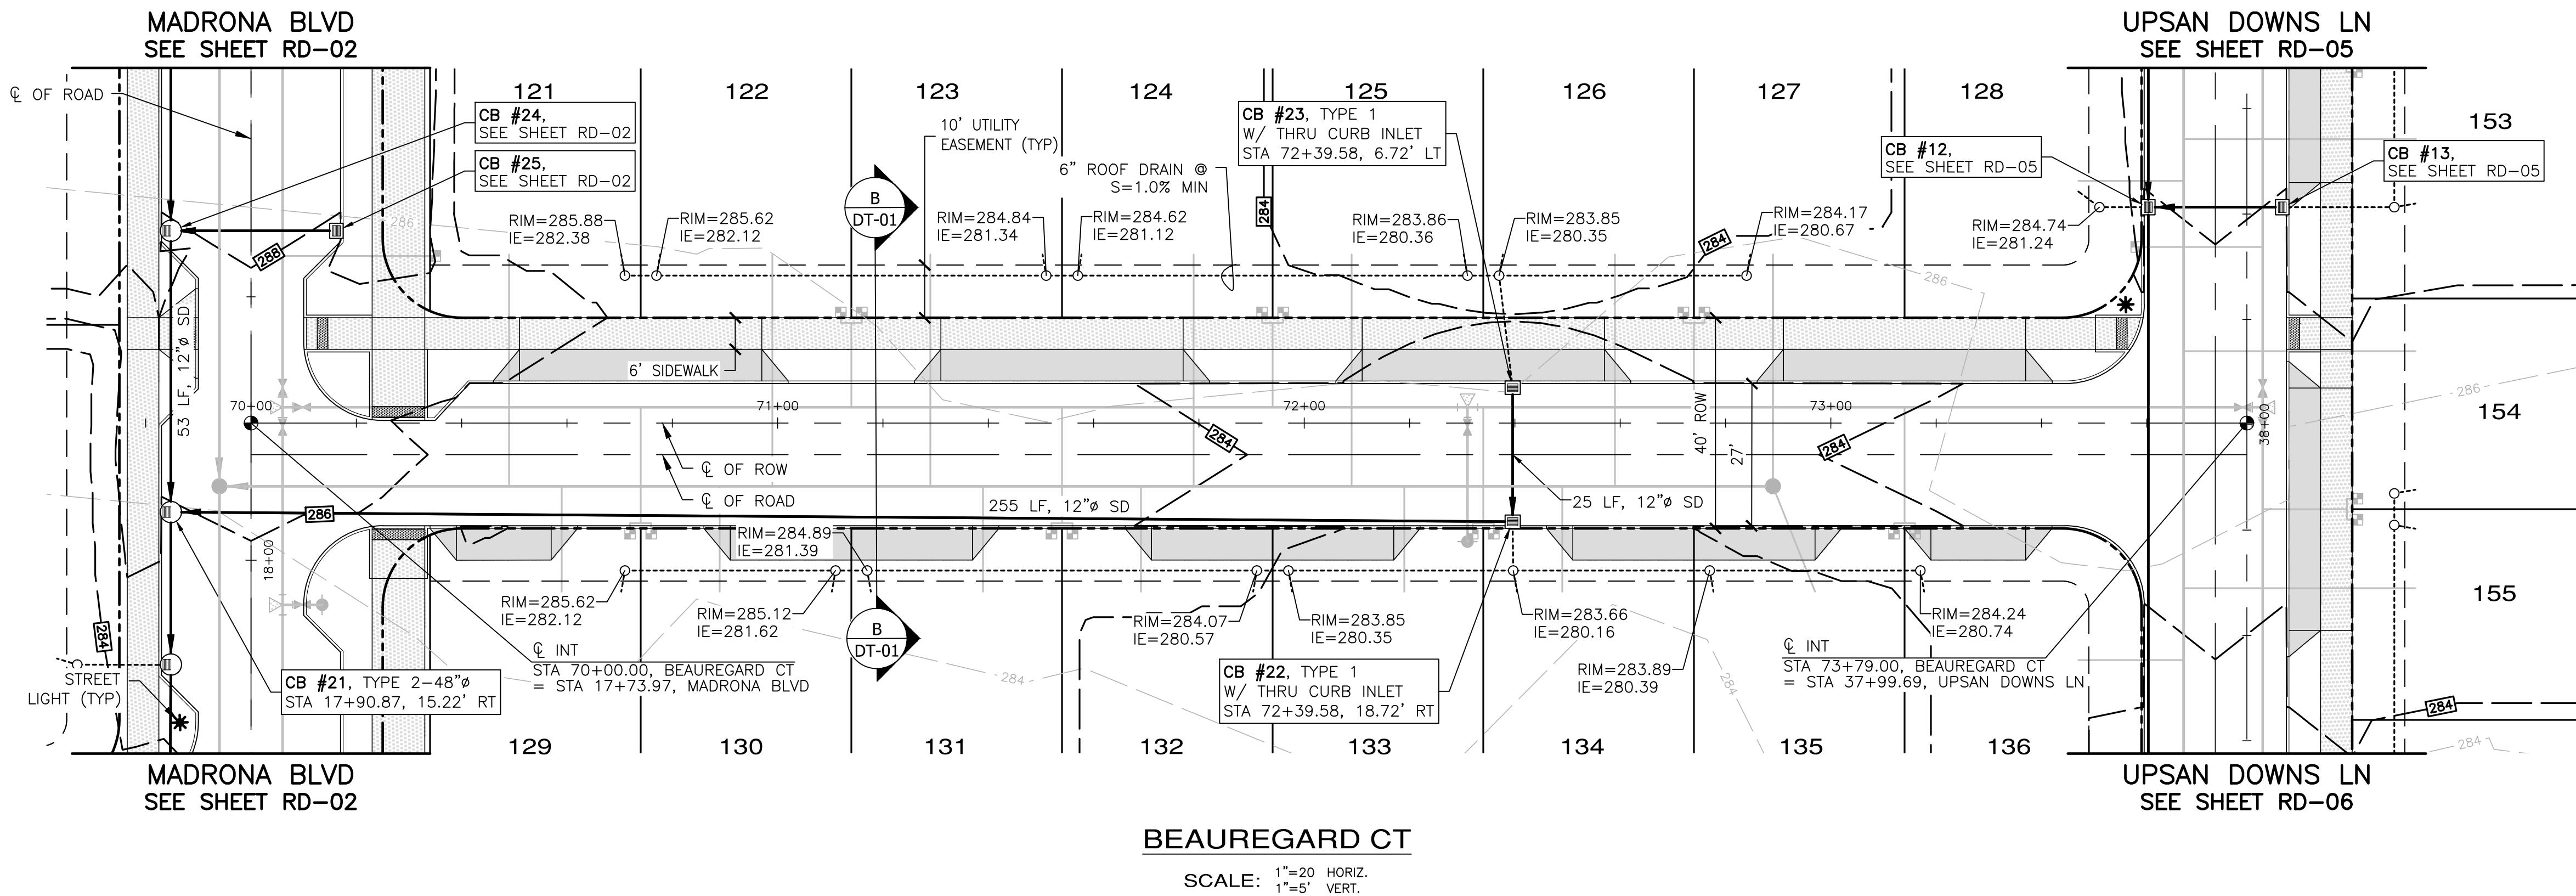 MADRONA BLVD
SEE SHEET RD-02
UPSAN DOWNS LN
SEE SHEET RD-05
℄ OF ROAD
121
122
123
124
125
126
127
128
153
CB #24,
SEE SHEET RD-02
CB #25,
SEE SHEET RD-02
10' UTILITY
EASEMENT (TYP)
6" ROOF DRAIN @
S=1.0% MIN
CB #23, TYPE 1
W/ THRU CURB INLET
STA 72+39.58, 6.72' LT
CB #12,
SEE SHEET RD-05
CB #13,
SEE SHEET RD-05
B
DT-01
RIM=285.88
IE=282.38
RIM=285.62
IE=282.12
RIM=284.84
IE=281.34
RIM=284.62
IE=281.12
284
RIM=283.86
IE=280.36
RIM=283.85
IE=280.35
RIM=284.17
IE=280.67
RIM=284.74
IE=281.24
286
288
284
286
53 LF, 12"ø SD
6' SIDEWALK
286
70+00
71+00
72+00
73+00
38+00
154
40' ROW
27'
284
284
℄ OF ROW
℄ OF ROAD
286
255 LF, 12"ø SD
25 LF, 12"ø SD
18+00
RIM=284.89
IE=281.39
RIM=285.62
IE=282.12
RIM=285.12
IE=281.62
B
DT-01
RIM=284.07
IE=280.57
RIM=283.85
IE=280.35
RIM=283.66
IE=280.16
RIM=284.24
IE=280.74
155
284
STREET
LIGHT (TYP)
CB #21, TYPE 2-48"ø
STA 17+90.87, 15.22' RT
℄ INT
STA 70+00.00, BEAUREGARD CT
= STA 17+73.97, MADRONA BLVD
284
CB #22, TYPE 1
W/ THRU CURB INLET
STA 72+39.58, 18.72' RT
RIM=283.89
IE=280.39
284
℄ INT
STA 73+79.00, BEAUREGARD CT
= STA 37+99.69, UPSAN DOWNS LN
284
284
129
130
131
132
133
134
135
136
MADRONA BLVD
SEE SHEET RD-02
UPSAN DOWNS LN
SEE SHEET RD-06
BEAUREGARD CT
SCALE: 1"=20 HORIZ.
1"=5' VERT.